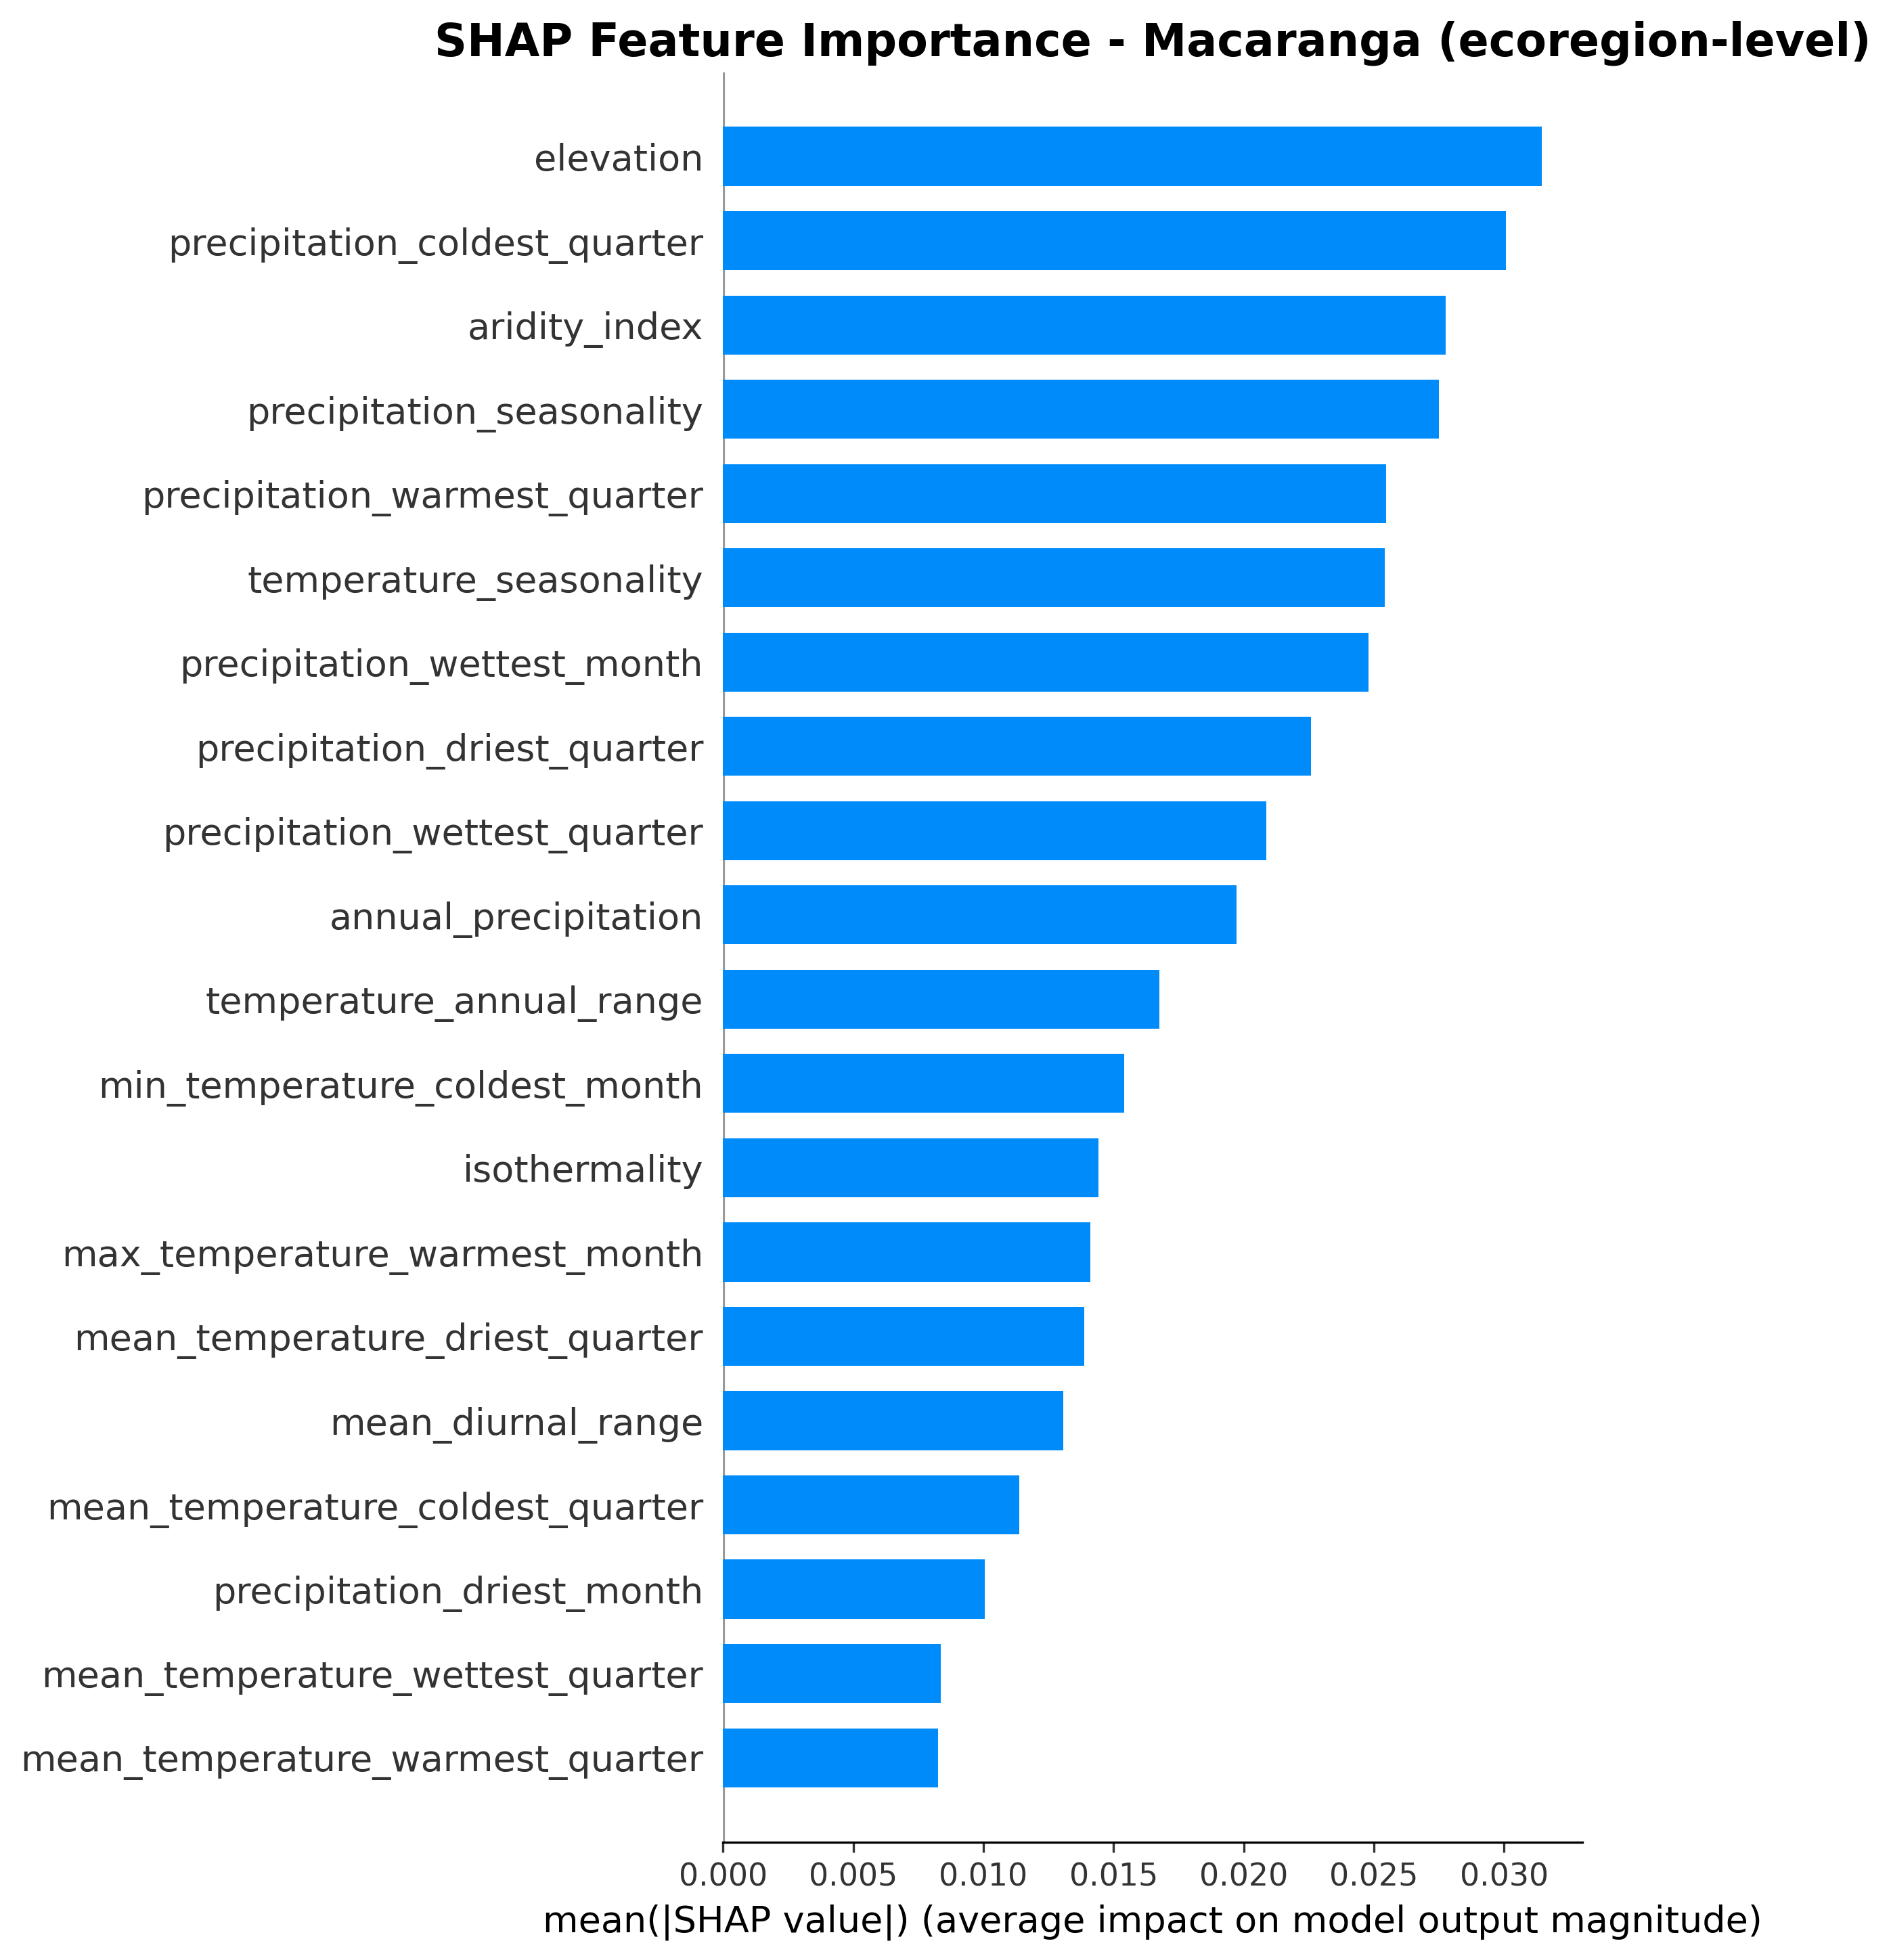 SHAP Feature Importance - Macaranga (ecoregion-level)
elevation
precipitation_coldest_quarter
aridity_index
precipitation_seasonality
precipitation_warmest_quarter
temperature_seasonality
precipitation_wettest_month
precipitation_driest_quarter
precipitation_wettest_quarter
annual_precipitation
temperature_annual_range
min_temperature_coldest_month
isothermality
max_temperature_warmest_month
mean_temperature_driest_quarter
mean_diurnal_range
mean_temperature_coldest_quarter
precipitation_driest_month
mean_temperature_wettest_quarter
mean_temperature_warmest_quarter
0.000 0.005 0.010 0.015 0.020 0.025 0.030
mean(|SHAP value|) (average impact on model output magnitude)